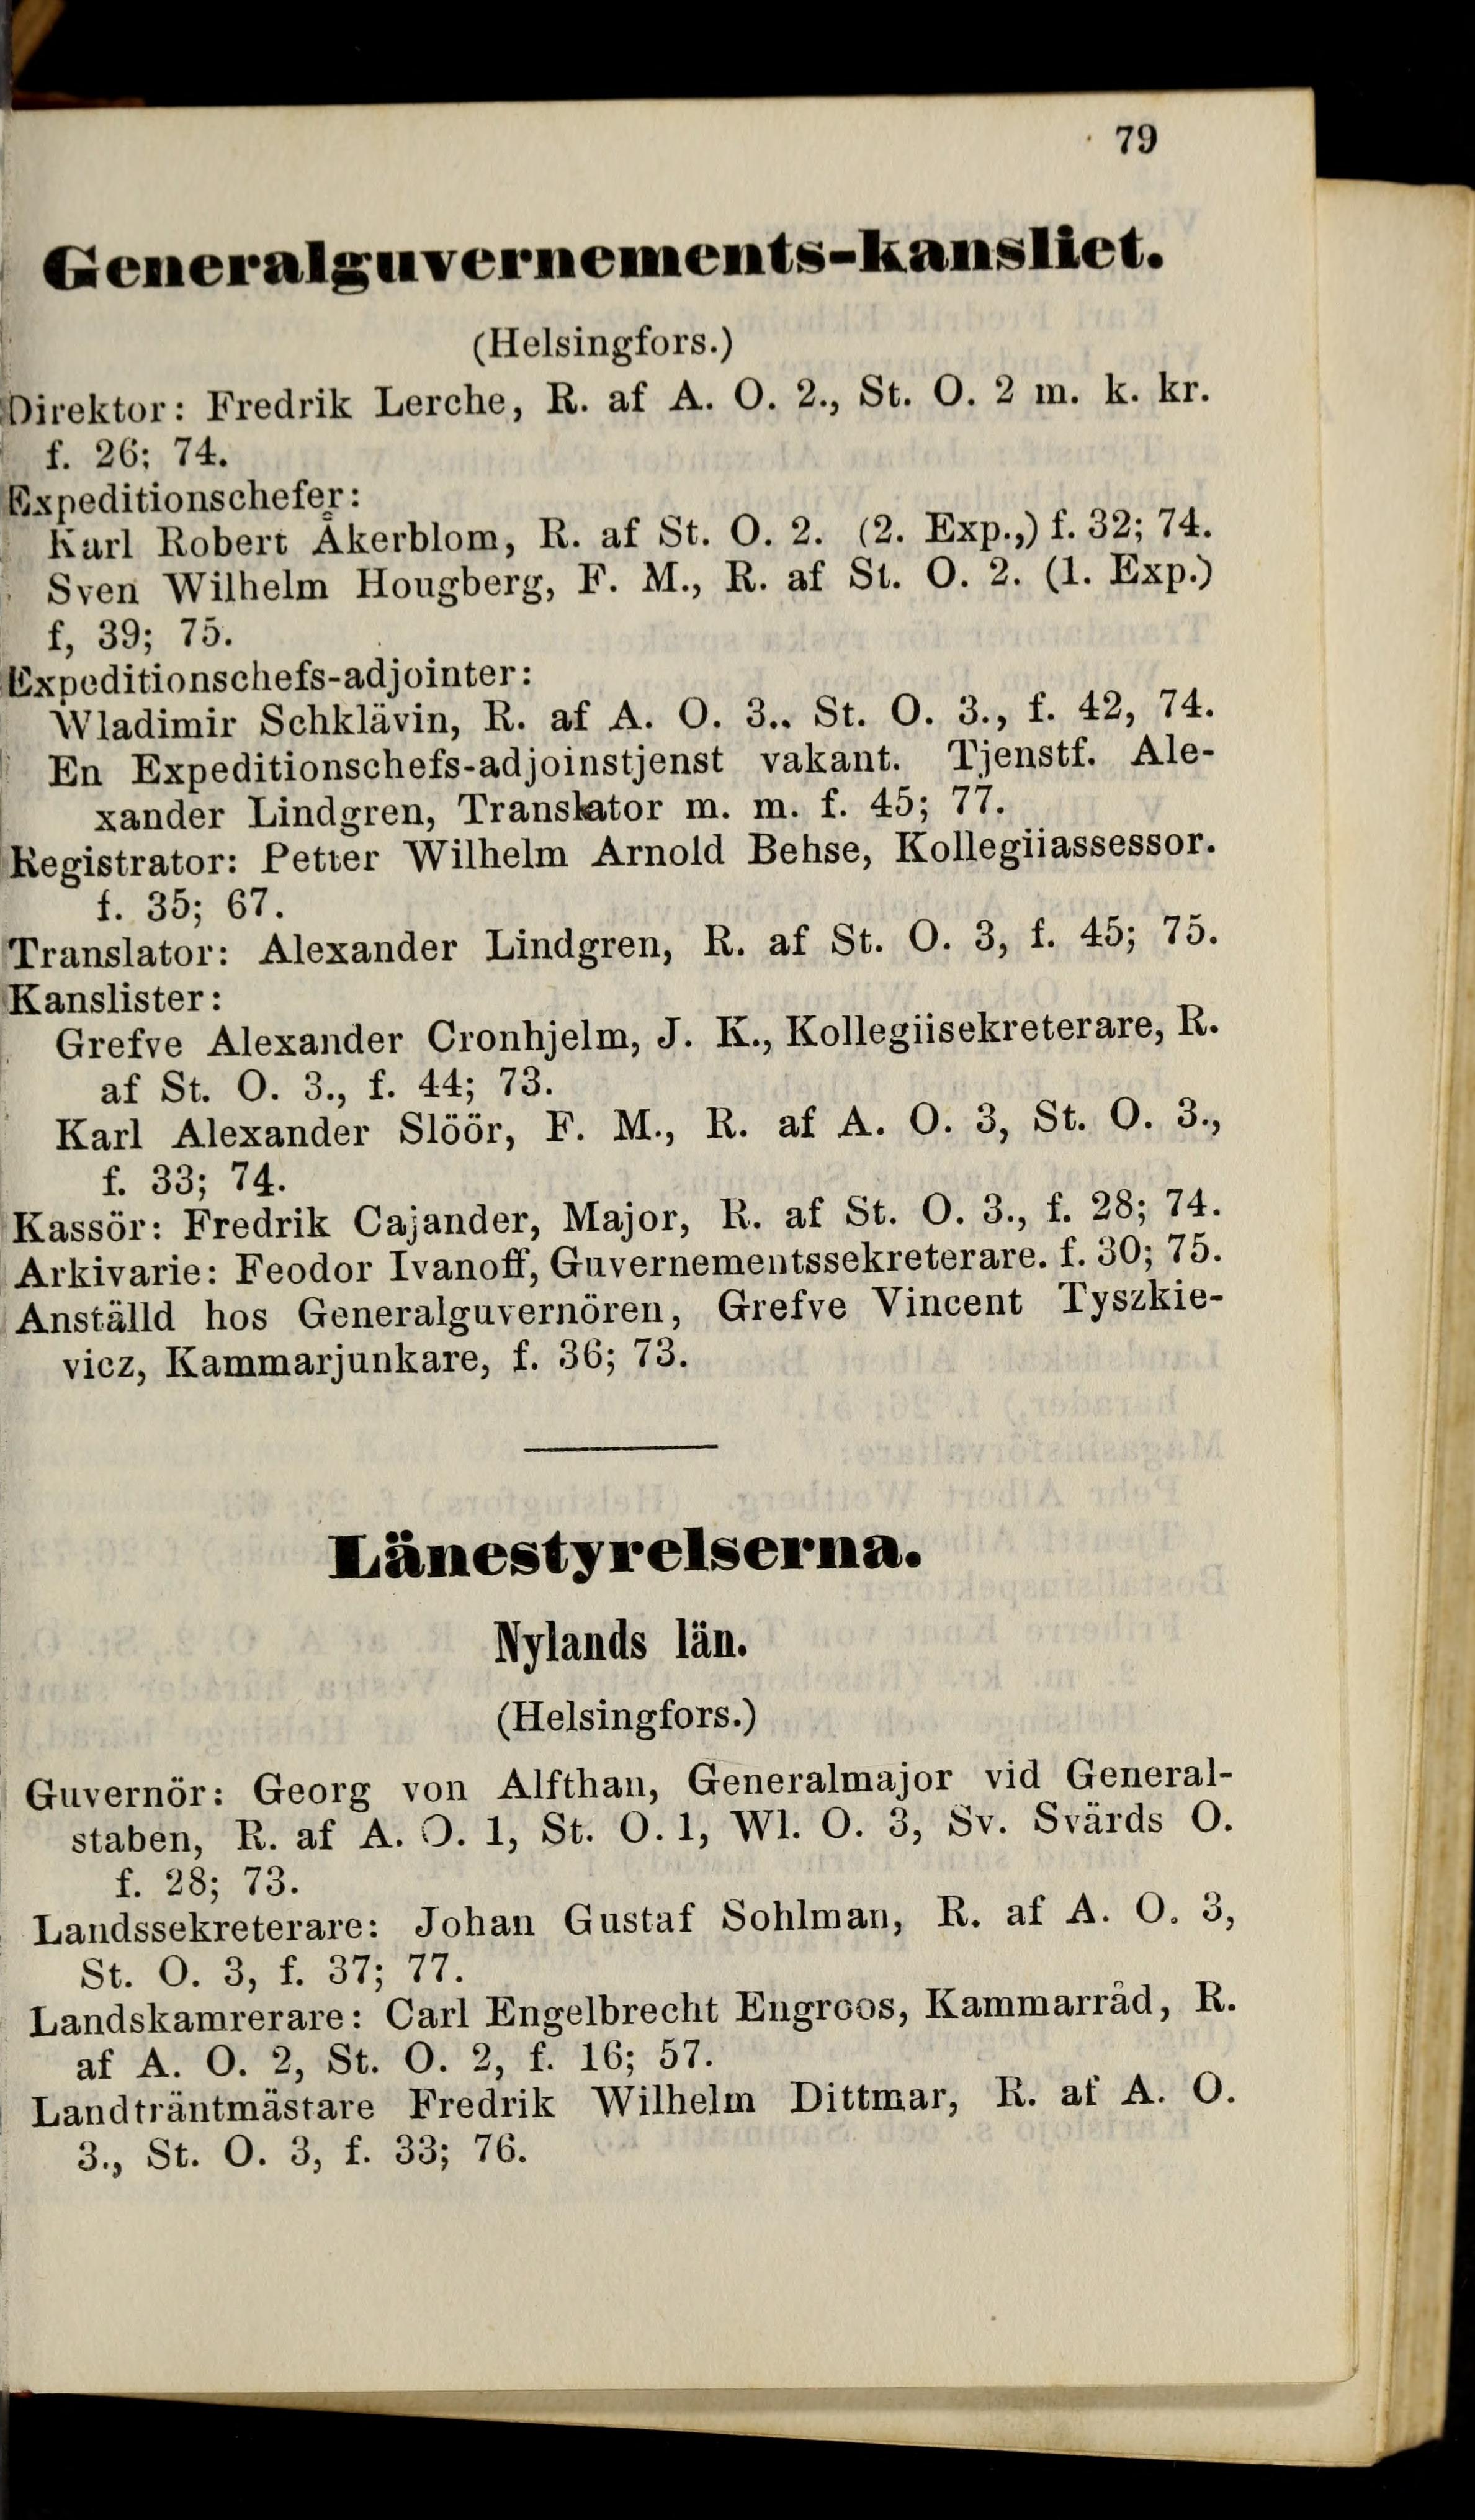 79
Generalguvernements-kansliet.
(Helsingfors.)
Direktor: Fredrik Lerche, R. af A. O. 2., St. O. 2 m. k. kr.
f. 26; 74.
Expeditionschefer:
Karl Robert Åkerblom, R. af St. O. 2. (2. Exp.,) f. 32; 74.
Sven Wilhelm Hougberg, F. M., R. af St. O. 2. (1. Exp.)
f, 39; 75.
Expeditionschefs-adjointer:
Wladimir Schklävin, R. af A. O. 3.. St. O. 3., f. 42, 74.
En Expeditionschefs-adjoinstjenst vakant. Tjenstf. Ale-
xander Lindgren, Translator m. m. f. 45; 77.
Registrator: Petter Wilhelm Arnold Behse, Kollegiiassessor.
f. 35; 67.
Translator: Alexander Lindgren, R. af St. O. 3, f. 45; 75.
Kanslister:
Grefve Alexander Cronhjelm, J. K., Kollegiisekreterare, R.
af St. O. 3., f. 44; 73.
Karl Alexander Slöör, F. M., R. af A. O. 3, St. O. 3.,
f. 33; 74.
Kassör: Fredrik Cajander, Major, R. af St. O. 3., f. 28; 74.
Arkivarie: Feodor Ivanoff, Guvernementssekreterare. f. 30; 75.
Anställd hos Generalguvernören, Grefve Vincent Tyszkie-
vicz, Kammarjunkare, f. 36; 73.
Länestyrelserna.
Nylands län.
(Helsingfors.)
Guvernör: Georg von Alfthan, Generalmajor vid General-
staben, R. af A. O. 1, St. O. 1, Wl. O. 3, Sv. Svärds O.
f. 28; 73.
Landssekreterare: Johan Gustaf Sohlman, R. af A. O. 3,
St. O. 3, f. 37; 77.
Landskamrerare: Carl Engelbrecht Engroos, Kammarråd, R.
af A. O. 2, St. O. 2, f. 16; 57.
Landträntmästare Fredrik Wilhelm Dittmar, R. af A. O.
3., St. O. 3, f. 33; 76.